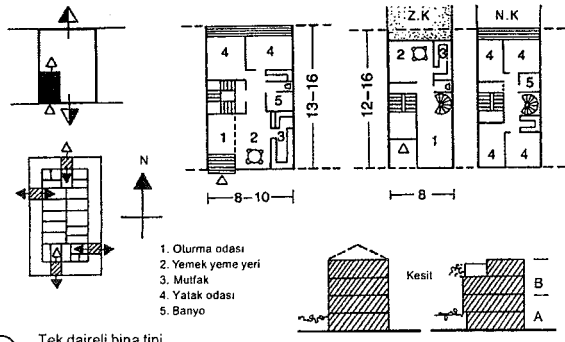 Z.K
N.K
4
4
2
3
4
4
5
5
13-16
12-16
1
2
3
1
4
4
8-10
8
N
1. Oturma odası
2. Yemek yeme yeri
3. Mutfak
4. Yatak odası
5. Banyo
Kesit
B
A
Tek daireli bina tipi